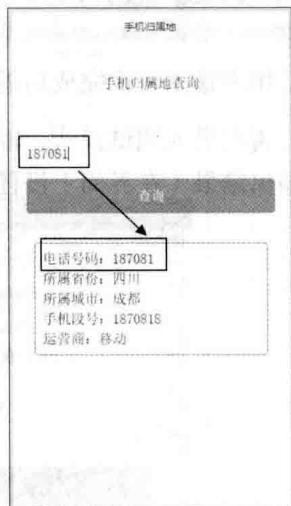 手机归属地
手机归属地查询
187081
查询
电话号码：187081
所属省份：四川
所属城市：成都
手机段号：1870818
运营商：移动